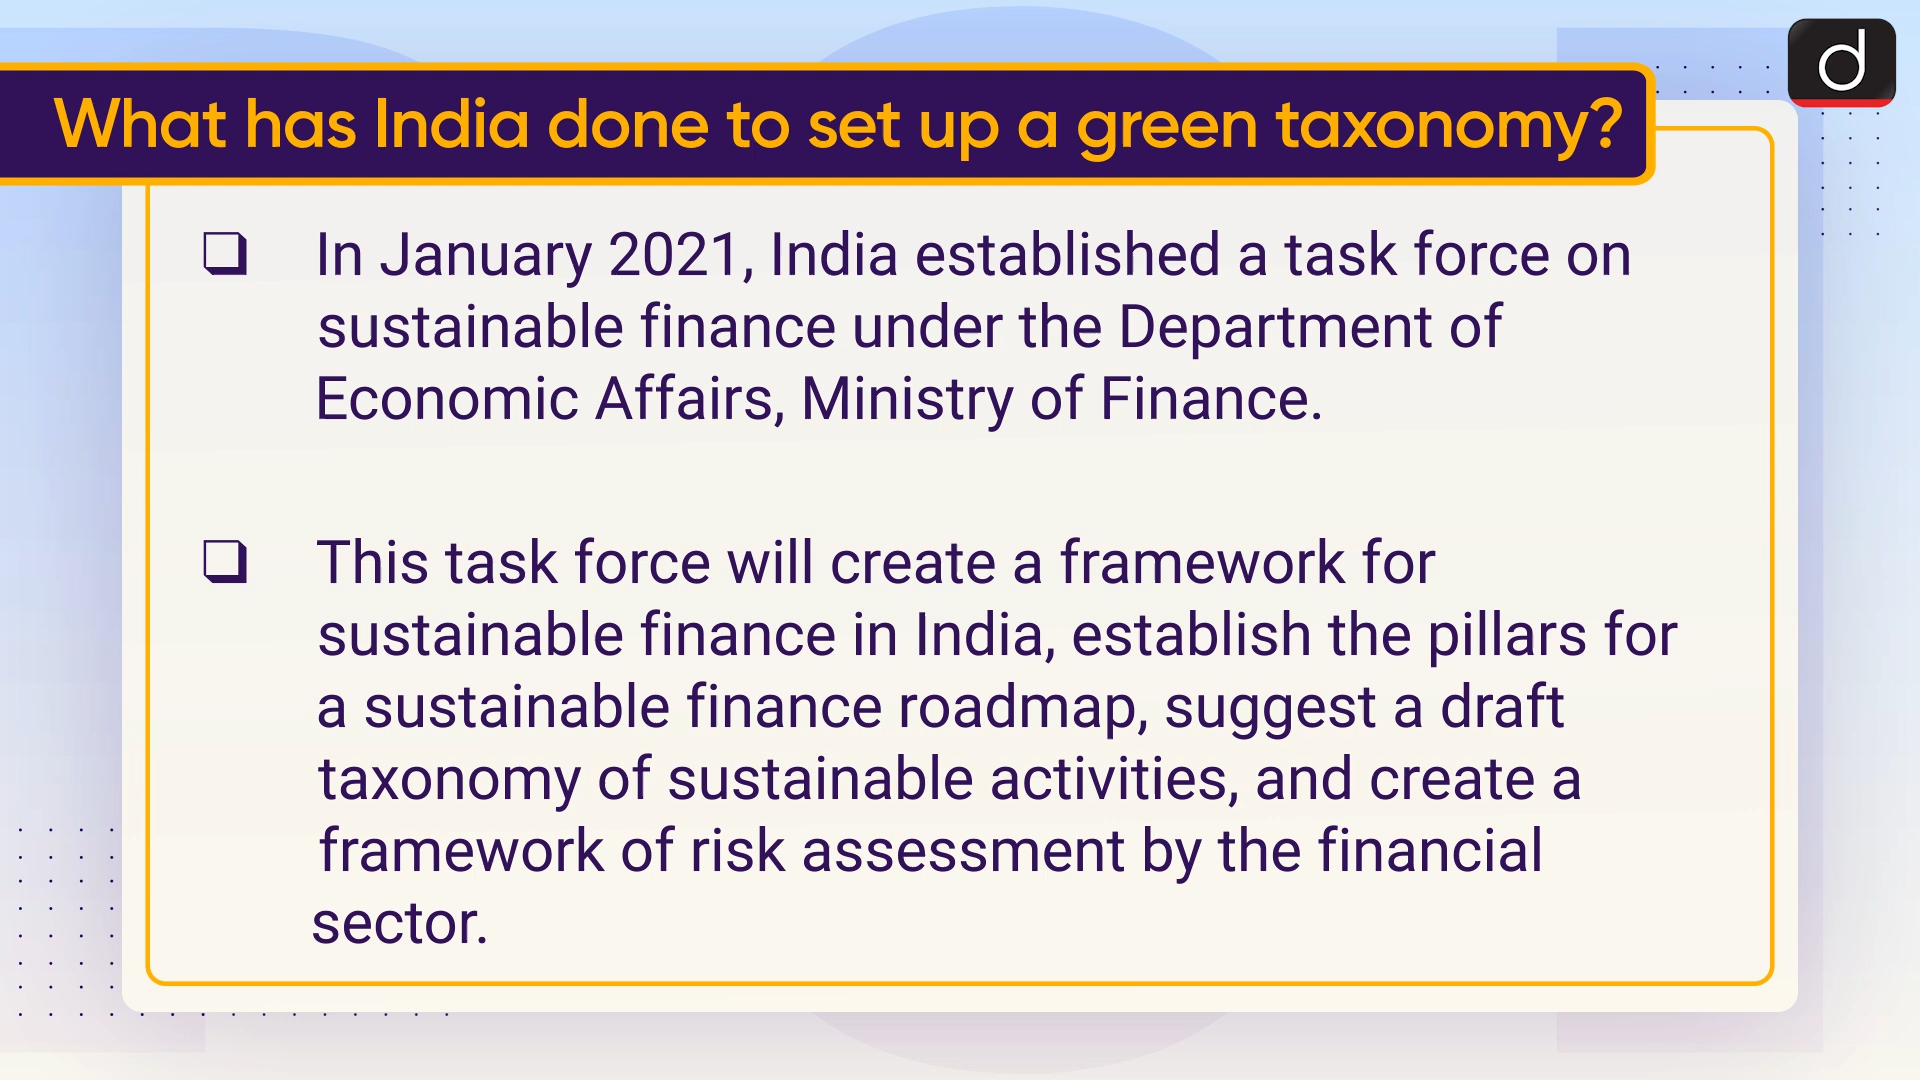 What has India done to set up a green taxonomy?
d
❑ In January 2021, India established a task force on
sustainable finance under the Department of
Economic Affairs, Ministry of Finance.
❑ This task force will create a framework for
sustainable finance in India, establish the pillars for
a sustainable finance roadmap, suggest a draft
taxonomy of sustainable activities, and create a
framework of risk assessment by the financial
sector.